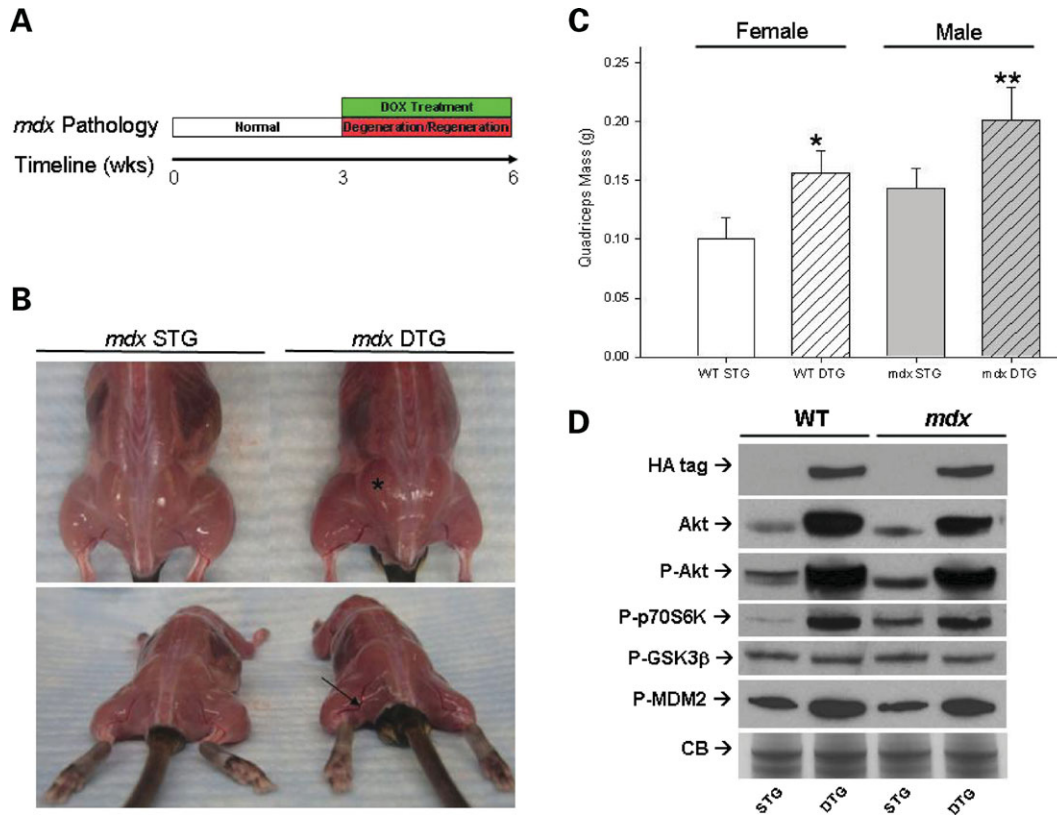 A
DOX Treatment
mdx Pathology
Normal
Degeneration/Regeneration
Timeline (wks)
0 3 6
B
mdx STG mdx DTG
*
C
Female Male
Quadriceps Mass (g)
0.25
0.20
0.15
0.10
0.05
0.00
* **
WT STG WT DTG mdx STG mdx DTG
D
WT mdx
HA tag →
Akt →
P-Akt →
P-p70S6K →
P-GSK3β →
P-MDM2 →
CB →
STG DTG STG DTG